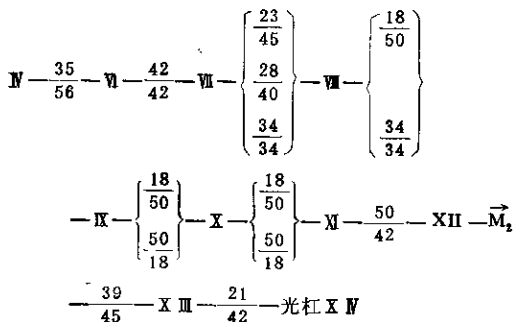 Ⅳ — 35/56 — Ⅵ — 42/42 — Ⅶ — { 23/45 28/40 34/34 } — Ⅷ — { 18/50 34/34 }
— Ⅸ — { 18/50 50/18 } — Ⅹ — { 18/50 50/18 } — Ⅺ — 50/42 — XII — M₂
— 39/45 — X Ⅲ — 21/42 — 光杠 X Ⅳ